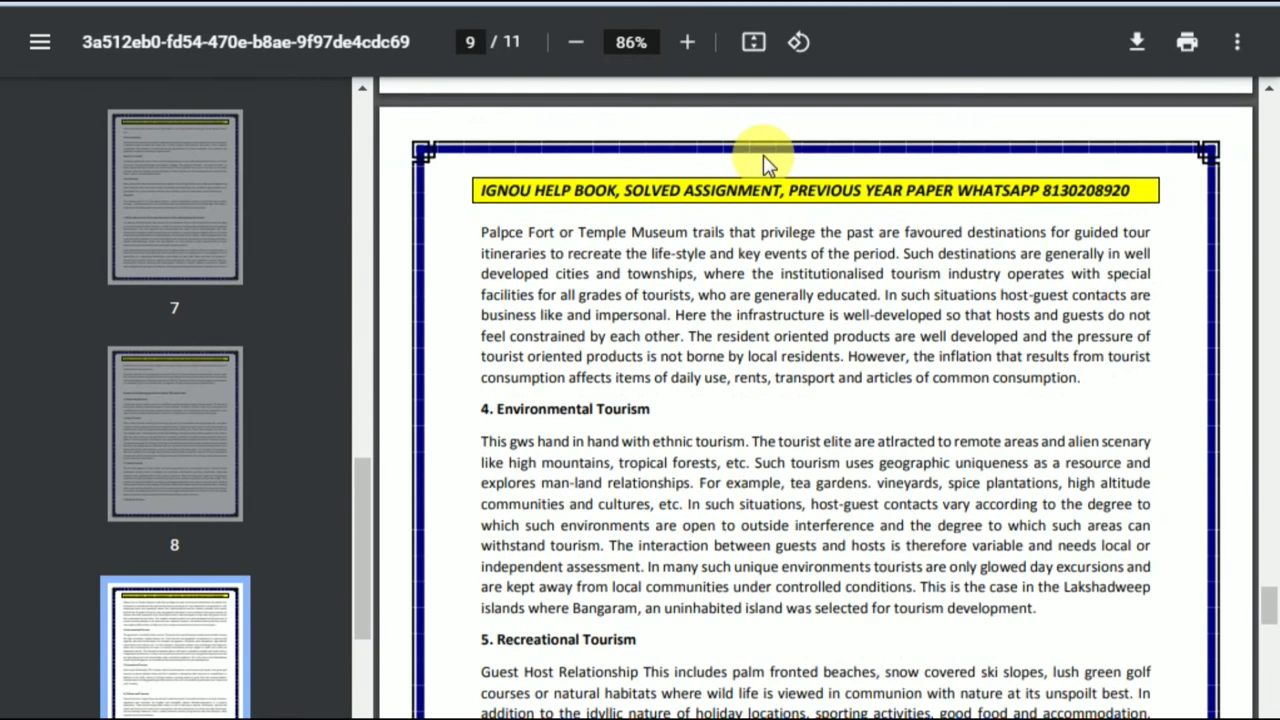 3a512eb0-fd54-470e-b8ae-9f97de4cdc69
9 / 11
86%
7
8
IGNOU HELP BOOK, SOLVED ASSIGNMENT, PREVIOUS YEAR PAPER WHATSAPP 8130208920
Palpce Fort or Temple Museum trails that privilege the past are favoured destinations for guided tour
itineraries to recreate the life-style and key events of the period. Such destinations are generally in well
developed cities and townships, where the institutionalised tourism industry operates with special
facilities for all grades of tourists, who are generally educated. In such situations host-guest contacts are
business like and impersonal. Here the infrastructure is well-developed so that hosts and guests do not
feel constrained by each other. The resident oriented products are well developed and the pressure of
tourist oriented products not borne by local residents. However, the inflation that results from tourist
consumption affects items of daily use, rents, transport and articles of common consumption.
4. Environmental Tourism
This gws hand in hand with ethnic tourism. The tourist elite are atlracted to remote areas and alien scenary
like high mountains, tropical forests, etc. Such tourism uses geographic uniqueness as a resource and
explores man-land relationships. For example, tea gardens. vineyards, spice plantations, high altitude
communities and cultures, etc. In such situations, host-guest contacts vary according to the degree to
which such environments are open to outside interference and the degree to which such areas can
withstand tourism. The interaction between guests and hosts is therefore variable and needs local or
independent assessment. In many such unique environments tourists are only glowed day excursions and
are kept away from local communities under controlled conditions. This is the case in the Lakshadweep
islands where Bangaram an uninhabited island was selected for tourism development.
5. Recreational Tourism
Guest Host relationship This includes palm fronted beaches, snow covered ski slopes, lush green golf
courses or natural areas where wild life is viewed in communion with nature at its unspoilt best. In
addition to the
of holiday locations, sporting activities, good food and accommodation,